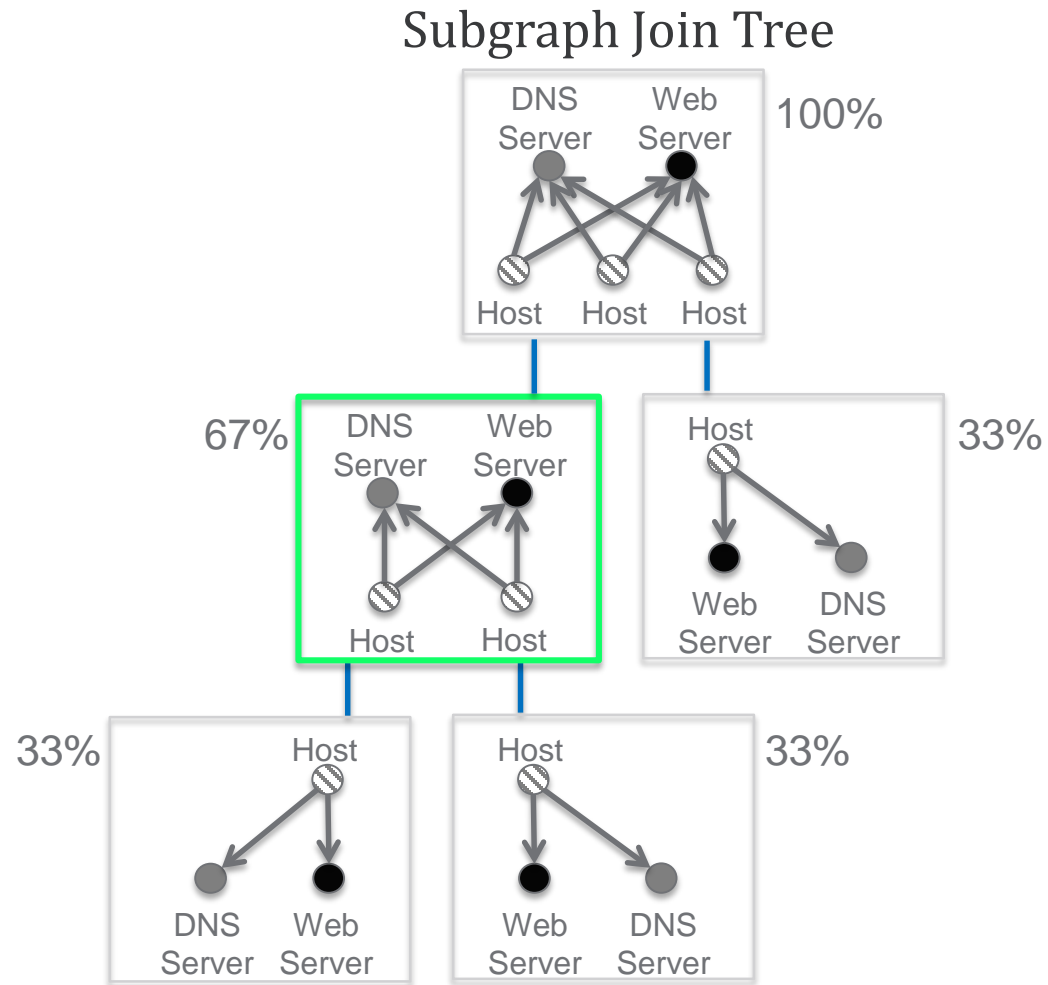 Subgraph Join Tree
DNS
Server
Web
Server
100%
Host
Host
Host
67%
DNS
Server
Web
Server
Host
Host
Host
33%
Web
Server
DNS
Server
33%
Host
DNS
Server
Web
Server
Host
33%
Web
Server
DNS
Server